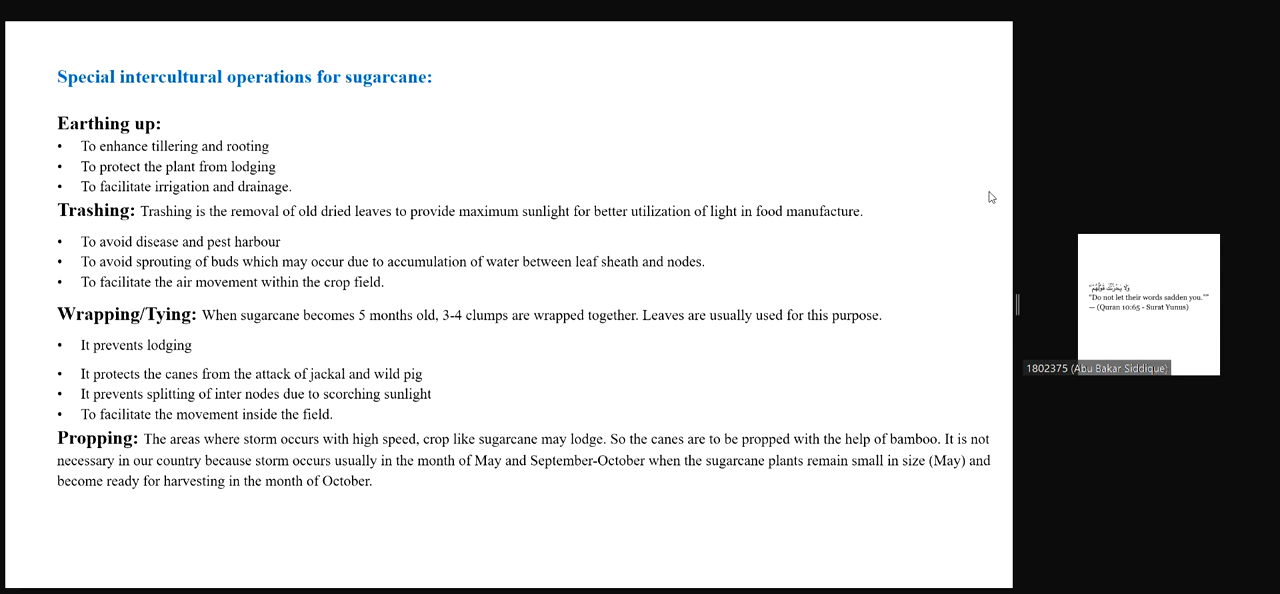 Special intercultural operations for sugarcane:
Earthing up:
• To enhance tillering and rooting
• To protect the plant from lodging
• To facilitate irrigation and drainage.
Trashing: Trashing is the removal of old dried leaves to provide maximum sunlight for better utilization of light in food manufacture.
• To avoid disease and pest harbour
• To avoid sprouting of buds which may occur due to accumulation of water between leaf sheath and nodes.
• To facilitate the air movement within the crop field.
Wrapping/Tying: When sugarcane becomes 5 months old, 3-4 clumps are wrapped together. Leaves are usually used for this purpose.
• It prevents lodging
• It protects the canes from the attack of jackal and wild pig
• It prevents splitting of inter nodes due to scorching sunlight
• To facilitate the movement inside the field.
Propping: The areas where storm occurs with high speed, crop like sugarcane may lodge. So the canes are to be propped with the help of bamboo. It is not
necessary in our country because storm occurs usually in the month of May and September-October when the sugarcane plants remain small in size (May) and
become ready for harvesting in the month of October.
"وَلَا يَحْزُنْكَ قَوْلُهُمْ
"Do not let their words sadden you.""
— (Quran 10:65 - Surat Yunus)
1802375 (Abu Bakar Siddique)